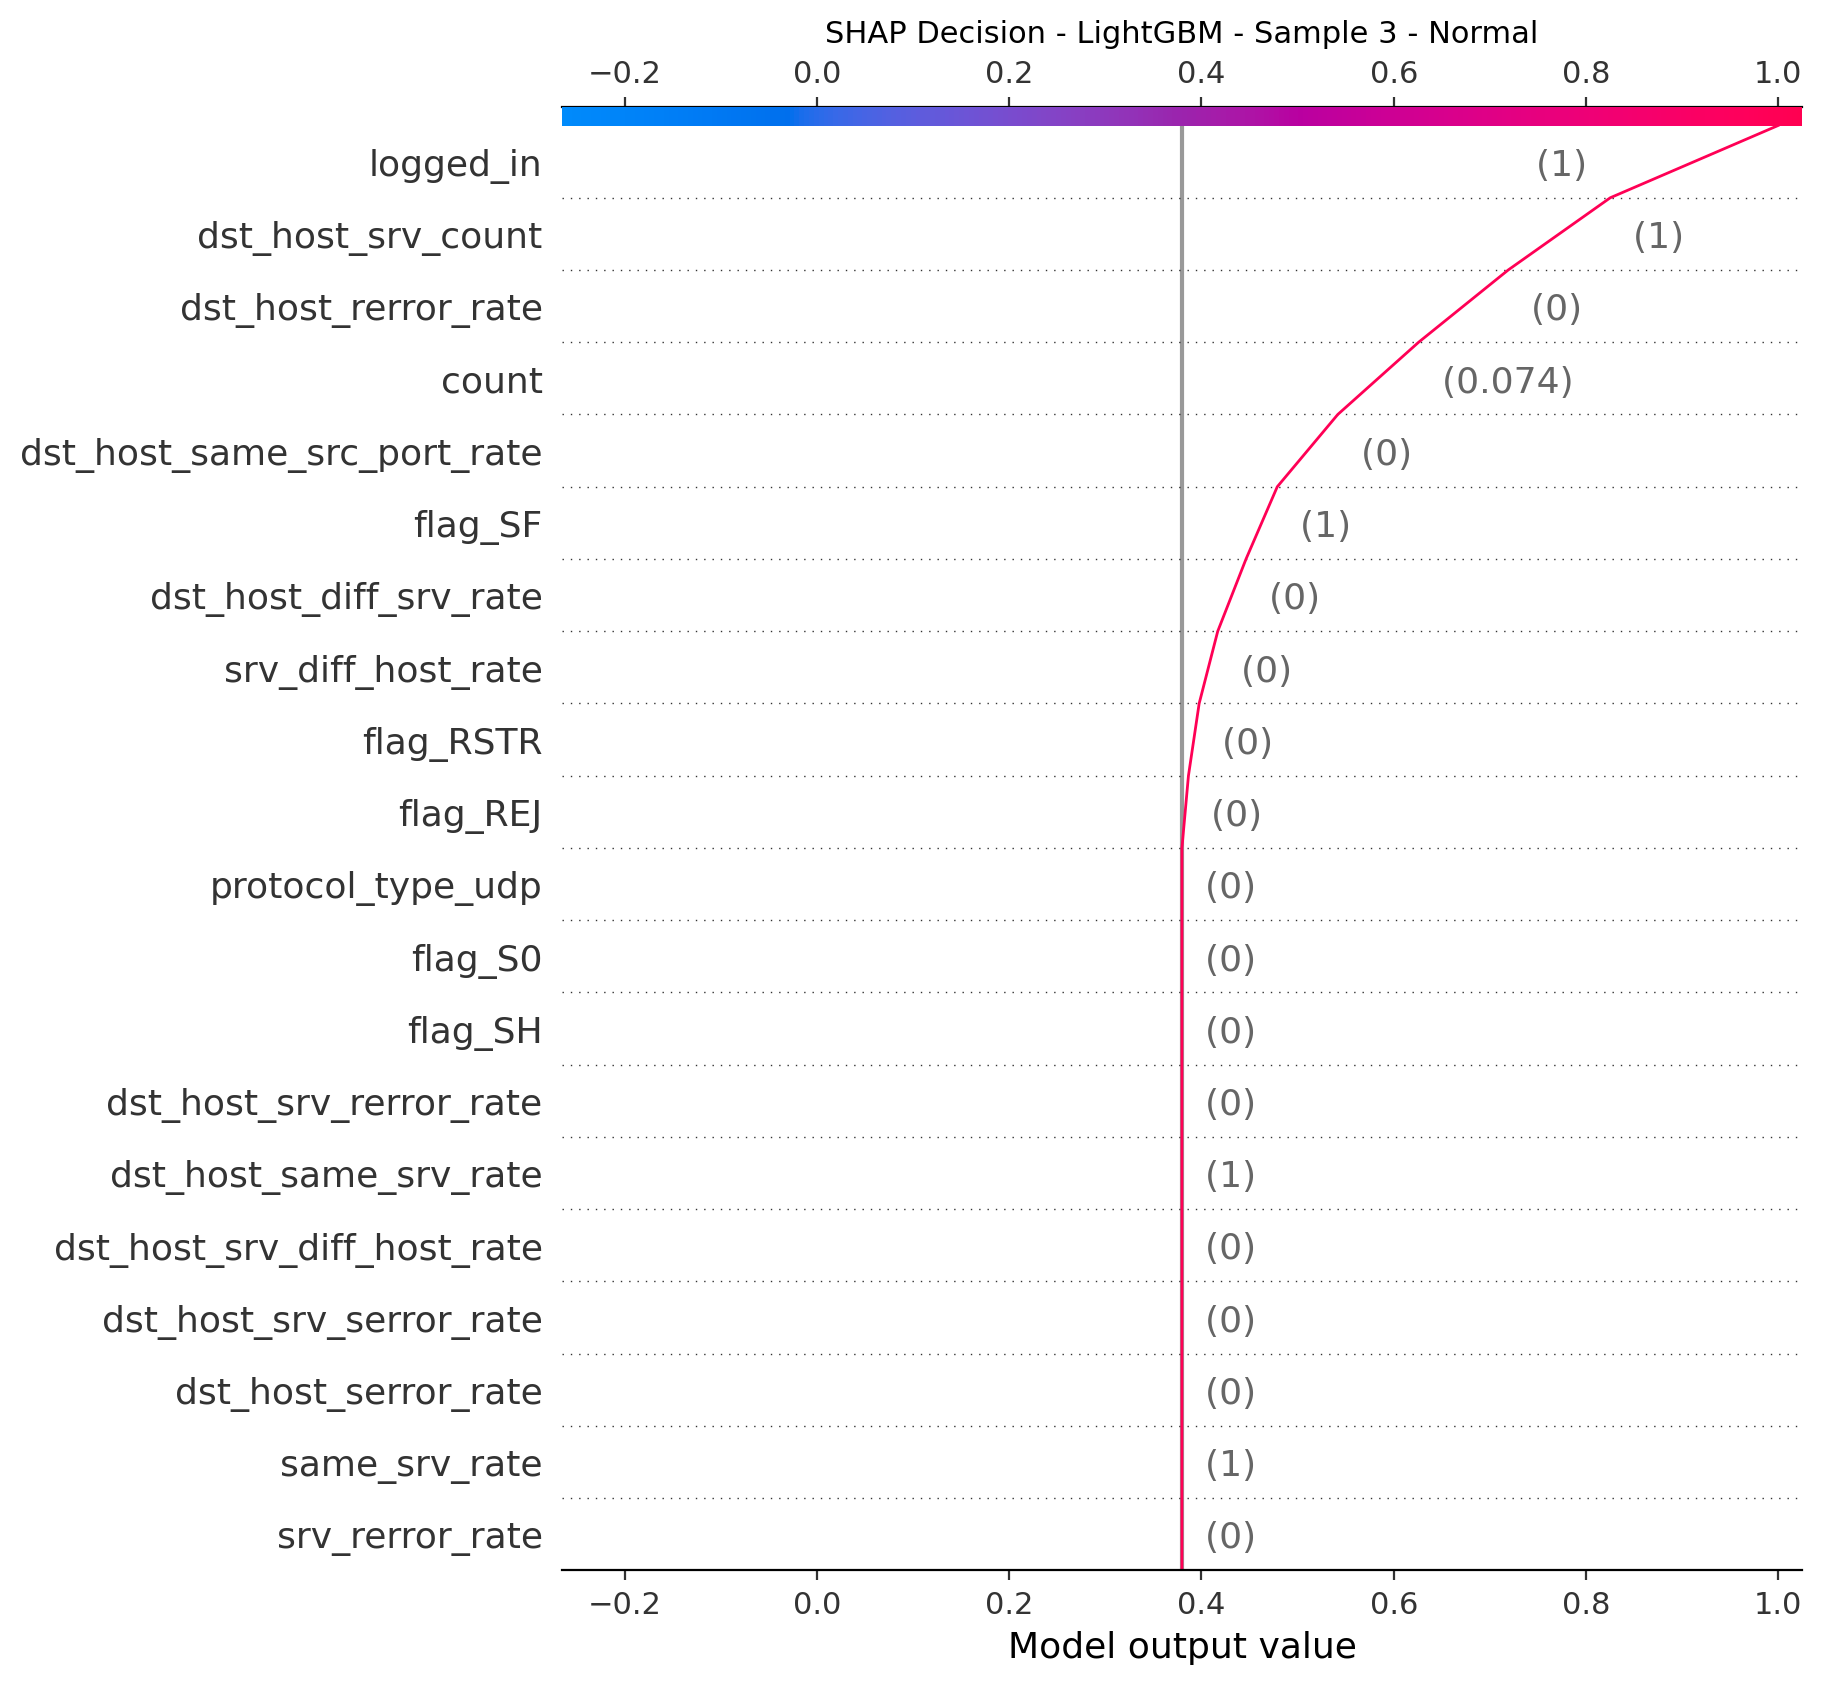 SHAP Decision - LightGBM - Sample 3 - Normal
−0.2 0.0 0.2 0.4 0.6 0.8 1.0
logged_in (1)
dst_host_srv_count (1)
dst_host_rerror_rate (0)
count (0.074)
dst_host_same_src_port_rate (0)
flag_SF (1)
dst_host_diff_srv_rate (0)
srv_diff_host_rate (0)
flag_RSTR (0)
flag_REJ (0)
protocol_type_udp (0)
flag_S0 (0)
flag_SH (0)
dst_host_srv_rerror_rate (0)
dst_host_same_srv_rate (1)
dst_host_srv_diff_host_rate (0)
dst_host_srv_serror_rate (0)
dst_host_serror_rate (0)
same_srv_rate (1)
srv_rerror_rate (0)
−0.2 0.0 0.2 0.4 0.6 0.8 1.0
Model output value